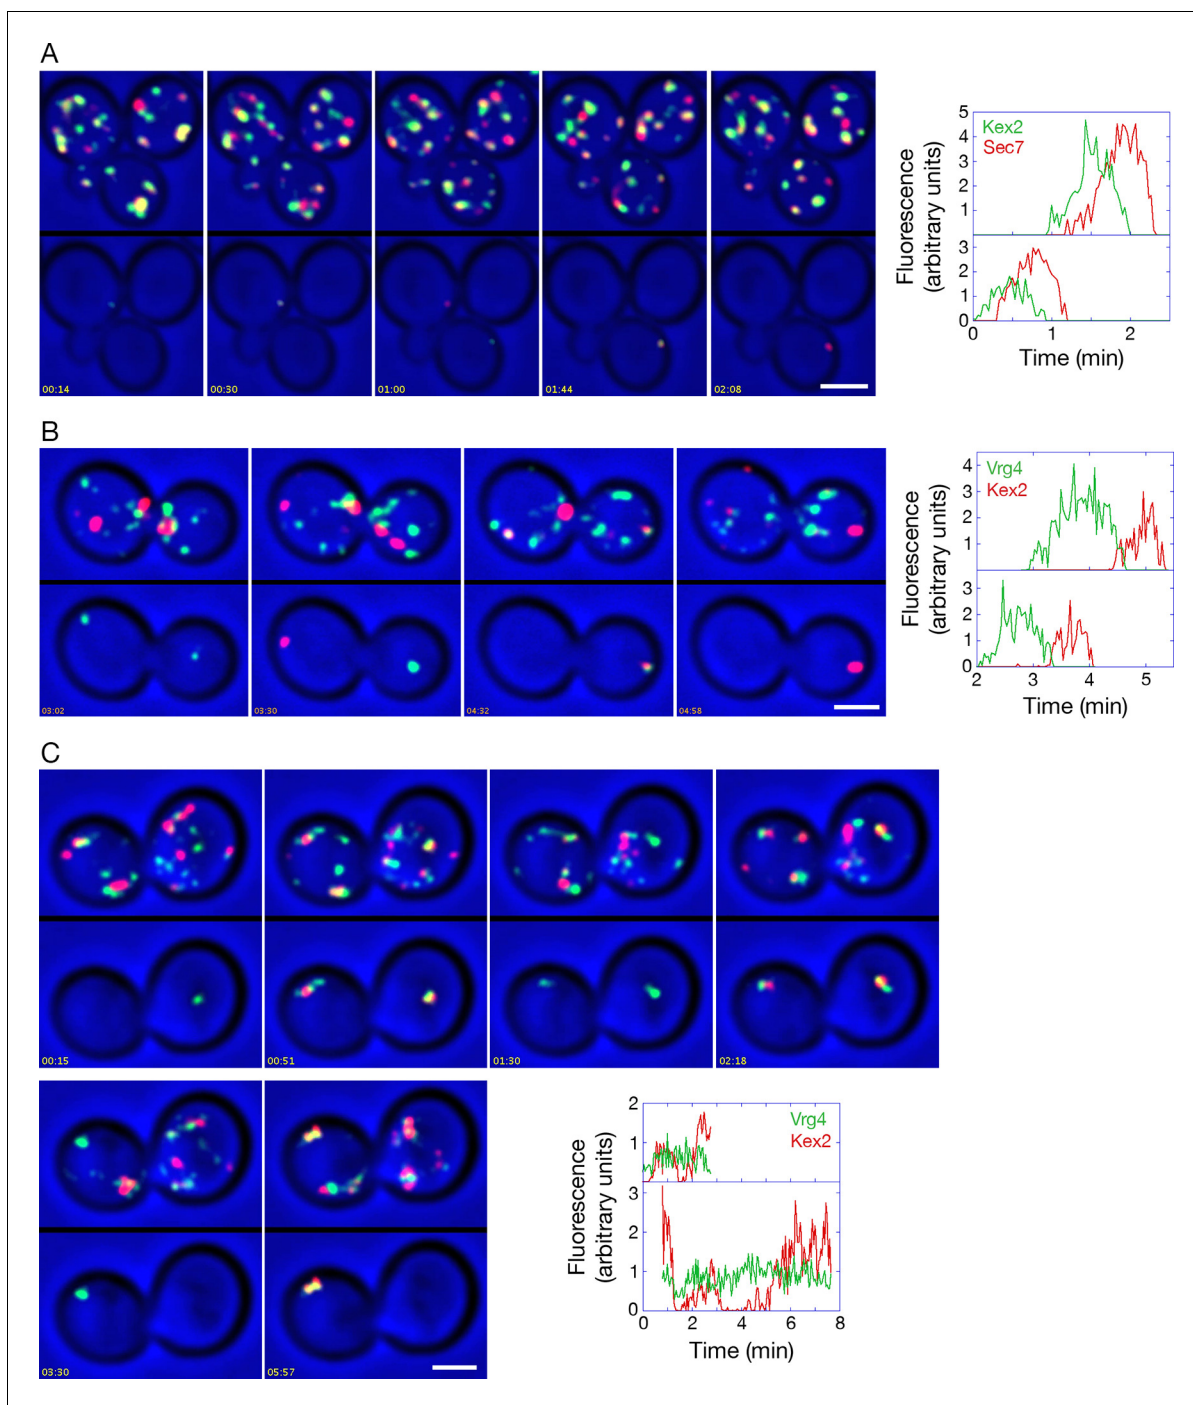 A
00:14
00:30
01:00
01:44
02:08
Fluorescence
(arbitrary units)
5
4
3
2
1
Kex2
Sec7
3
2
1
0
0
1
2
Time (min)
B
03:02
03:30
04:32
04:58
Fluorescence
(arbitrary units)
4
3
2
1
Vrg4
Kex2
3
2
1
0
2
3
4
5
Time (min)
C
00:15
00:51
01:30
02:18
03:30
05:57
Fluorescence
(arbitrary units)
2
1
Vrg4
Kex2
3
2
1
0
0
2
4
6
8
Time (min)